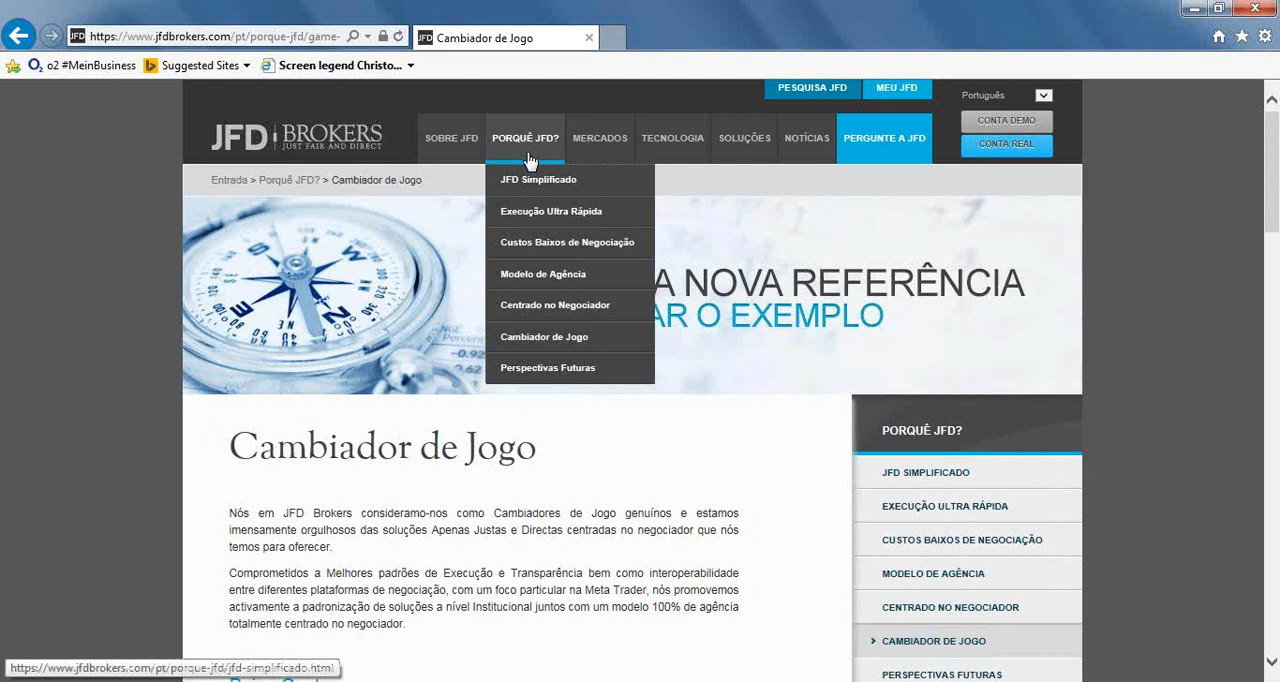 https://www.jfdbrokers.com/pt/porque-jfd/game-
JFD
Cambiador de Jogo
o2 #MeinBusiness
Suggested Sites
Screen legend Christo...
PESQUISA JFD
MEU JFD
Português
CONTA DEMO
CONTA REAL
JFD BROKERS
JUST FAIR AND DIRECT
SOBRE JFD
PORQUÊ JFD?
MERCADOS
TECNOLOGIA
SOLUÇÕES
NOTÍCIAS
PERGUNTE A JFD
Entrada > Porquê JFD? > Cambiador de Jogo
JFD Simplificado
Execução Ultra Rápida
Custos Baixos de Negociação
Modelo de Agência
Centrado no Negociador
Cambiador de Jogo
Perspectivas Futuras
A NOVA REFERÊNCIA
AR O EXEMPLO
Cambiador de Jogo
Nós em JFD Brokers consideramo-nos como Cambiadores de Jogo genuínos e estamos
imensamente orgulhosos das soluções Apenas Justas e Directas centradas no negociador que nós
temos para oferecer.
Comprometidos a Melhores padrões de Execução e Transparência bem como interoperabilidade
entre diferentes plataformas de negociação, com um foco particular na Meta Trader, nós promovemos
activamente a padronização de soluções a nível Institucional juntos com um modelo 100% de agência
totalmente centrado no negociador.
PORQUÊ JFD?
JFD SIMPLIFICADO
EXECUÇÃO ULTRA RÁPIDA
CUSTOS BAIXOS DE NEGOCIAÇÃO
MODELO DE AGÊNCIA
CENTRADO NO NEGOCIADOR
CAMBIADOR DE JOGO
PERSPECTIVAS FUTURAS
https://www.jfdbrokers.com/pt/porque-jfd/jfd-simplificado.html